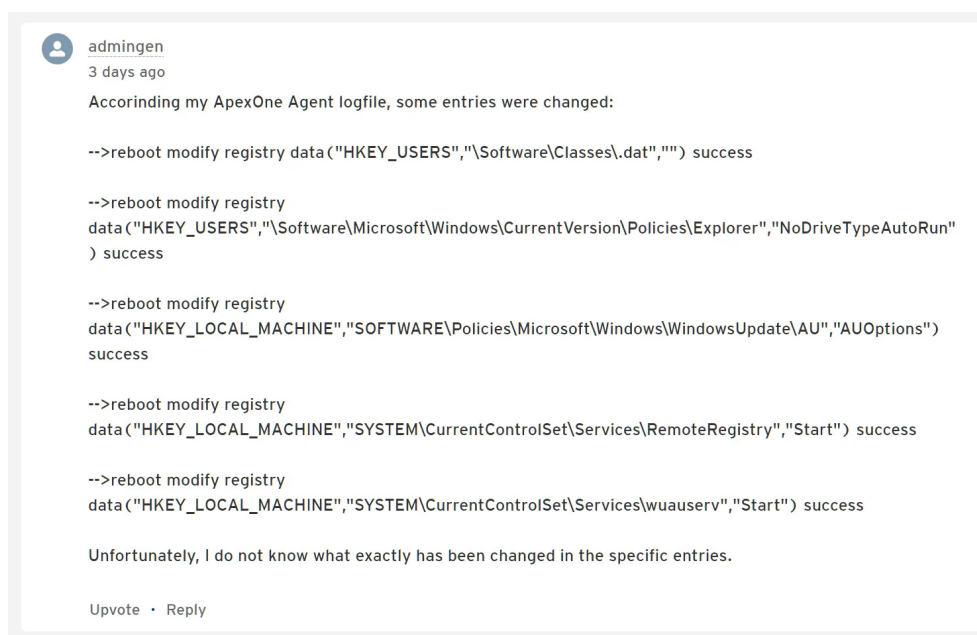 admingen
3 days ago
Accorinding my ApexOne Agent logfile, some entries were changed:
-->reboot modify registry data("HKEY_USERS","\Software\Classes\.dat","") success
-->reboot modify registry
data("HKEY_USERS","\Software\Microsoft\Windows\CurrentVersion\Policies\Explorer","NoDriveTypeAutoRun"
) success
-->reboot modify registry
data("HKEY_LOCAL_MACHINE","SOFTWARE\Policies\Microsoft\Windows\WindowsUpdate\AU","AUOptions")
success
-->reboot modify registry
data("HKEY_LOCAL_MACHINE","SYSTEM\CurrentControlSet\Services\RemoteRegistry","Start") success
-->reboot modify registry
data("HKEY_LOCAL_MACHINE","SYSTEM\CurrentControlSet\Services\wuauserv","Start") success
Unfortunately, I do not know what exactly has been changed in the specific entries.
Upvote · Reply